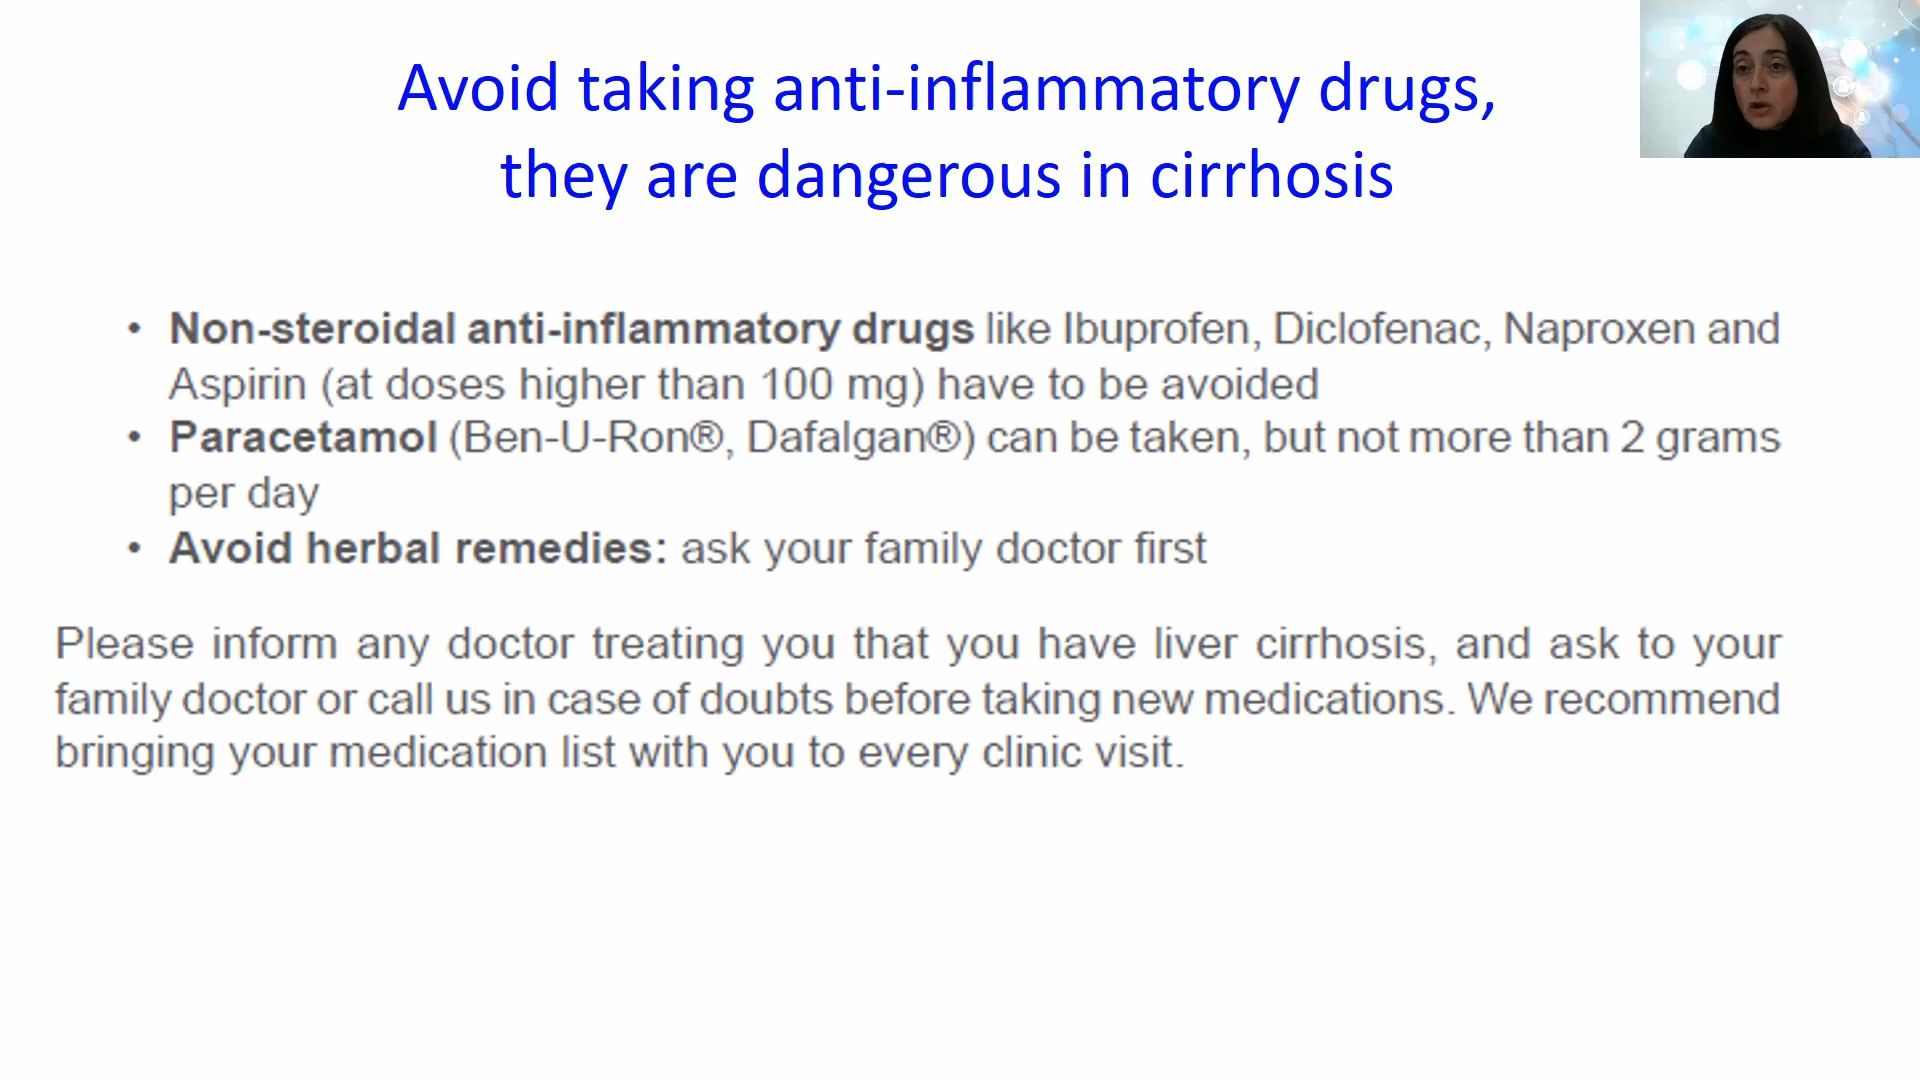 Avoid taking anti-inflammatory drugs,
they are dangerous in cirrhosis
• Non-steroidal anti-inflammatory drugs like Ibuprofen, Diclofenac, Naproxen and
Aspirin (at doses higher than 100 mg) have to be avoided
• Paracetamol (Ben-U-Ron®, Dafalgan®) can be taken, but not more than 2 grams
per day
• Avoid herbal remedies: ask your family doctor first
Please inform any doctor treating you that you have liver cirrhosis, and ask to your
family doctor or call us in case of doubts before taking new medications. We recommend
bringing your medication list with you to every clinic visit.